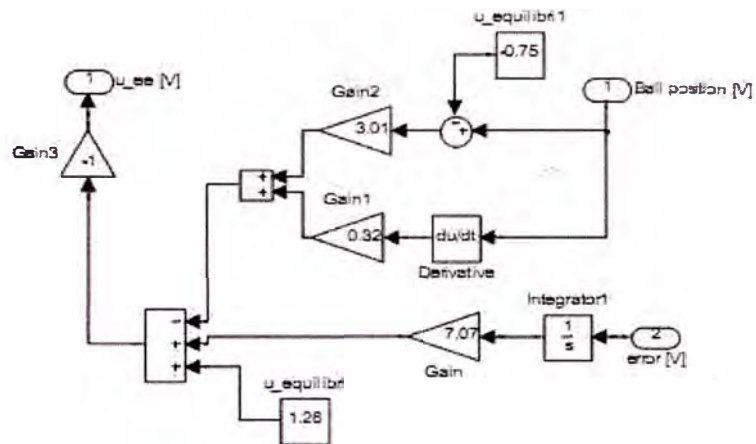 u_equilibri1
-0.75
1
u_ee [V]
Gain2
1
Ball position [V]
3.01
- +
Gain3
-1
+
+
Gain1
0.32
du/dt
Derivative
Integrator1
-
+
+
7.07
1
s
2
Gain
error [V]
u_equilibri
1.28